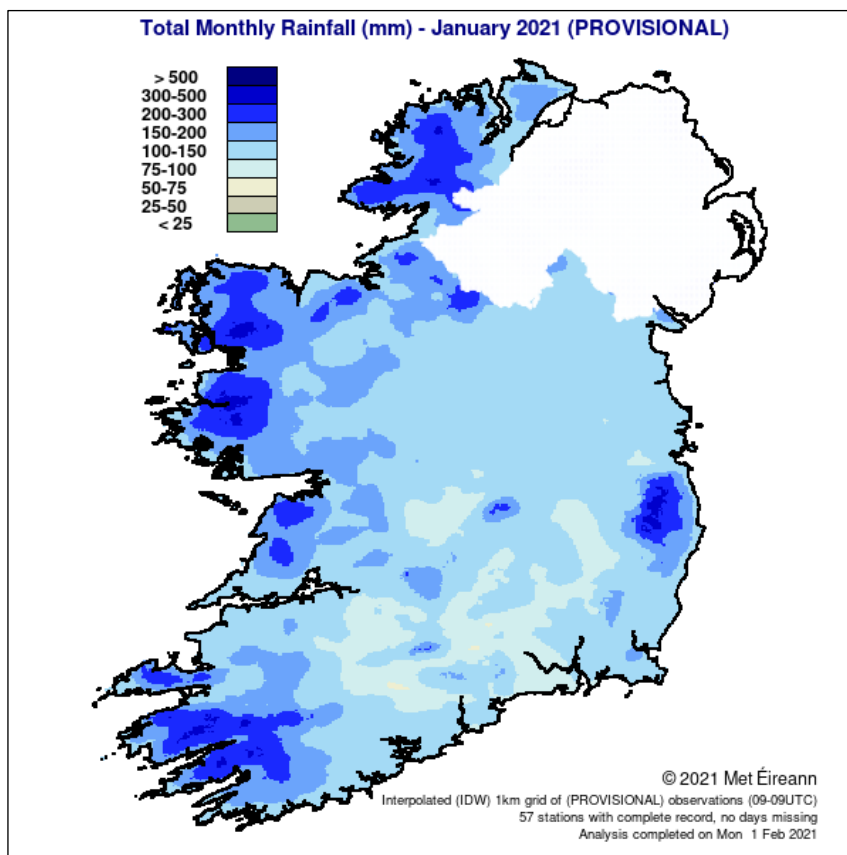 Total Monthly Rainfall (mm) - January 2021 (PROVISIONAL)
> 500
300-500
200-300
150-200
100-150
75-100
50-75
25-50
< 25
© 2021 Met Éireann
Interpolated (IDW) 1km grid of (PROVISIONAL) observations (09-09UTC)
57 stations with complete record, no days missing
Analysis completed on Mon  1 Feb 2021